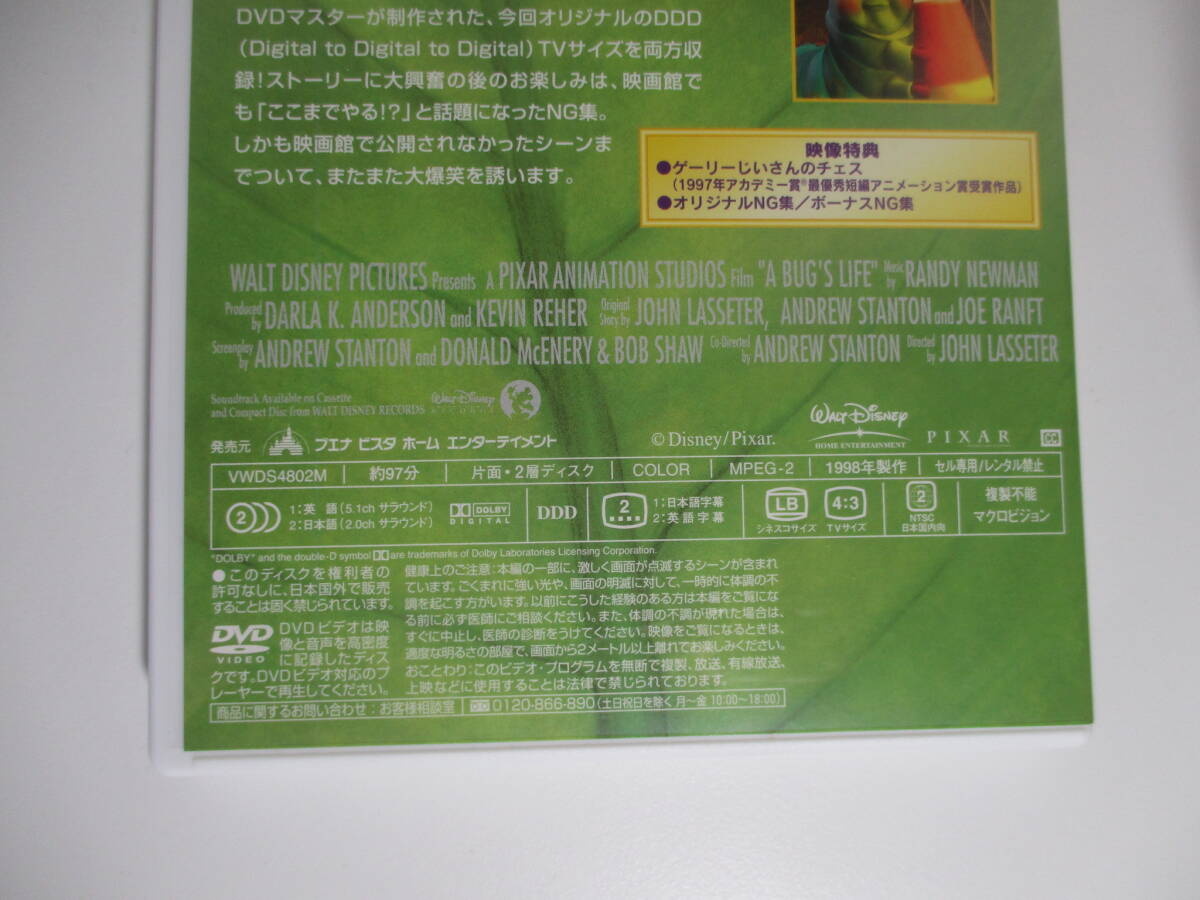 DVDマスターが制作された、今回オリジナルのDDD
(Digital to Digital to Digital)TVサイズを両方収
録!ストーリーに大興奮の後のお楽しみは、映画館で
も「ここまでやる!?」と話題になったNG集。
しかも映画館で公開されなかったシーンま
でついて、またまた大爆笑を誘います。
映像特典
●ゲーリーじいさんのチェス
(1997年アカデミー賞®最優秀短編アニメーション賞受賞作品)
●オリジナルNG集/ボーナスNG集
WALT DISNEY PICTURES Presents A PIXAR ANIMATION STUDIOS Film "A BUG'S LIFE" Music by RANDY NEWMAN
Produced by DARLA K. ANDERSON and KEVIN REHER Original Story by JOHN LASSETER, ANDREW STANTON and JOE RANFT
Screenplay by ANDREW STANTON and DONALD McENERY & BOB SHAW Co-Directed by ANDREW STANTON Directed by JOHN LASSETER
Soundtrack Available on Cassette
and Compact Disc from WALT DISNEY RECORDS
Walt Disney
RECORDS
発売元 ブエナ ビスタ ホーム エンターテイメント
©Disney/Pixar.
WALT DISNEY
HOME ENTERTAINMENT
PIXAR
CC
VWDS4802M 約97分 片面・2層ディスク COLOR MPEG-2 1998年製作 セル専用/レンタル禁止
2 1:英 語(5.1ch サラウンド)
2:日本語(2.0ch サラウンド)
DOLBY
DIGITAL
DDD
2 1:日本語字幕
2:英語字幕
LB
シネスコサイズ
4:3
TVサイズ
2
NTSC
日本国内向
複製不能
マクロビジョン
"DOLBY" and the double-D symbol are trademarks of Dolby Laboratories Licensing Corporation.
●このディスクを権利者の
許可なしに、日本国外で販売
することは固く禁じられています。
DVD
VIDEO
DVDビデオは映
像と音声を高密度
に記録したディス
クです。DVDビデオ対応のプ
レーヤーで再生してください。
健康上のご注意:本編の一部に、激しく画面が点滅するシーンが含まれ
ています。ごくまれに強い光や、画面の明滅に対して、一時的に体調の不
調を起こす方がいます。以前にこうした経験のある方は本編をご覧にな
る前に必ず医師にご相談ください。また、体調の不調が現れた場合は、
すぐに中止し、医師の診断をうけてください。映像をご覧になるときは、
適度な明るさの部屋で、画面から2メートル以上離れてお楽しみください。
おことわり:このビデオ・プログラムを無断で複製、放送、有線放送、
上映などに使用することは法律で禁じられております。
商品に関するお問い合わせ:お客様相談室 0120-866-890(土日祝日を除く 月〜金 10:00〜18:00)